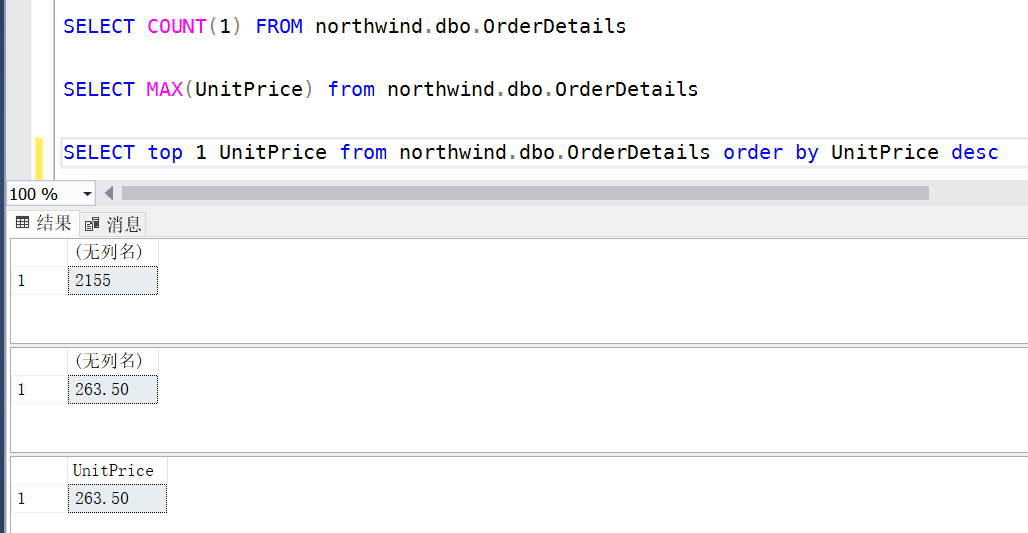 SELECT COUNT(1) FROM northwind.dbo.OrderDetails
SELECT MAX(UnitPrice) from northwind.dbo.OrderDetails
SELECT top 1 UnitPrice from northwind.dbo.OrderDetails order by UnitPrice desc
100 %
结果 消息
(无列名)
1 2155
(无列名)
1 263.50
UnitPrice
1 263.50